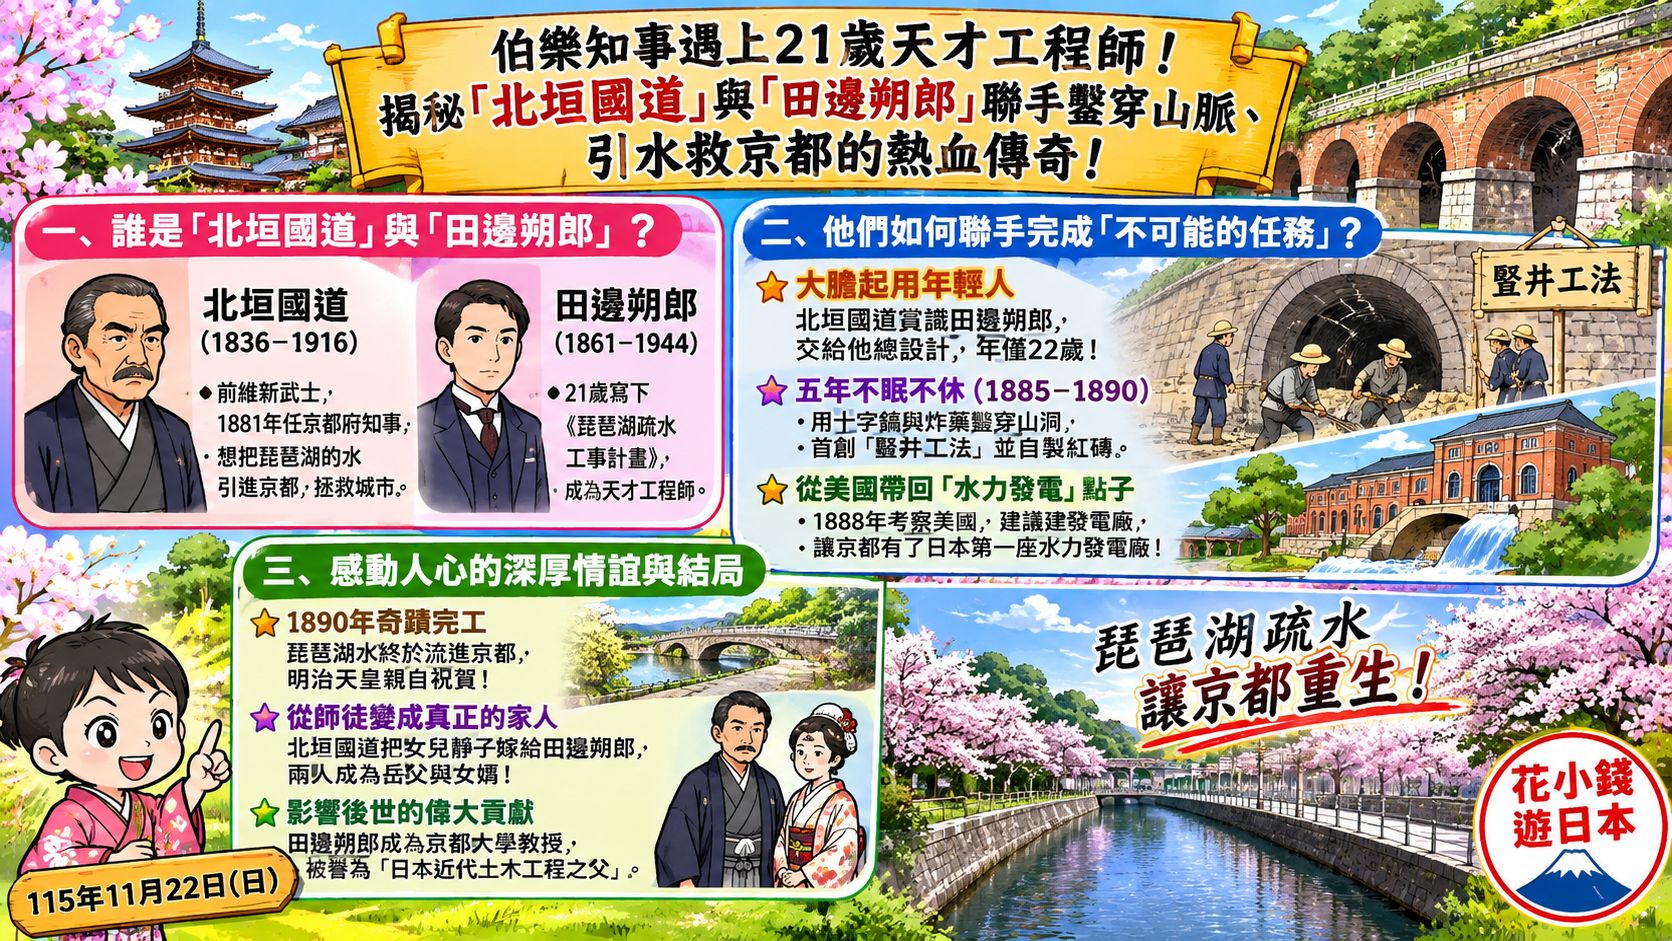 伯樂知事遇上21歲天才工程師！
揭秘「北垣國道」與「田邊朔郎」聯手鑿穿山脈、
引水救京都的熱血傳奇！
一、誰是「北垣國道」與「田邊朔郎」？
北垣國道
(1836–1916)
前維新武士，
1881年任京都府知事，
想把琵琶湖的水
引進京都，拯救城市。
田邊朔郎
(1861–1944)
21歲寫下
《琵琶湖疏水
工事計畫》，
成為天才工程師。
二、他們如何聯手完成「不可能的任務」？
大膽起用年輕人
北垣國道賞識田邊朔郎，
交給他總設計，年僅22歲！
五年不眠不休 (1885–1890)
• 用十字鎬與炸藥鑿穿山洞，
• 首創「豎井工法」並自製紅磚。
從美國帶回「水力發電」點子
• 1888年考察美國，建議建發電廠，
• 讓京都有了日本第一座水力發電廠！
豎井工法
三、感動人心的深厚情誼與結局
1890年奇蹟完工
琵琶湖水終於流進京都，
明治天皇親自祝賀！
從師徒變成真正的家人
北垣國道把女兒靜子嫁給田邊朔郎，
兩人成為岳父與女婿！
影響後世的偉大貢獻
田邊朔郎成為京都大學教授，
被譽為「日本近代土木工程之父」。
琵琶湖疏水
讓京都重生！
115年11月22日(日)
花小錢
遊日本